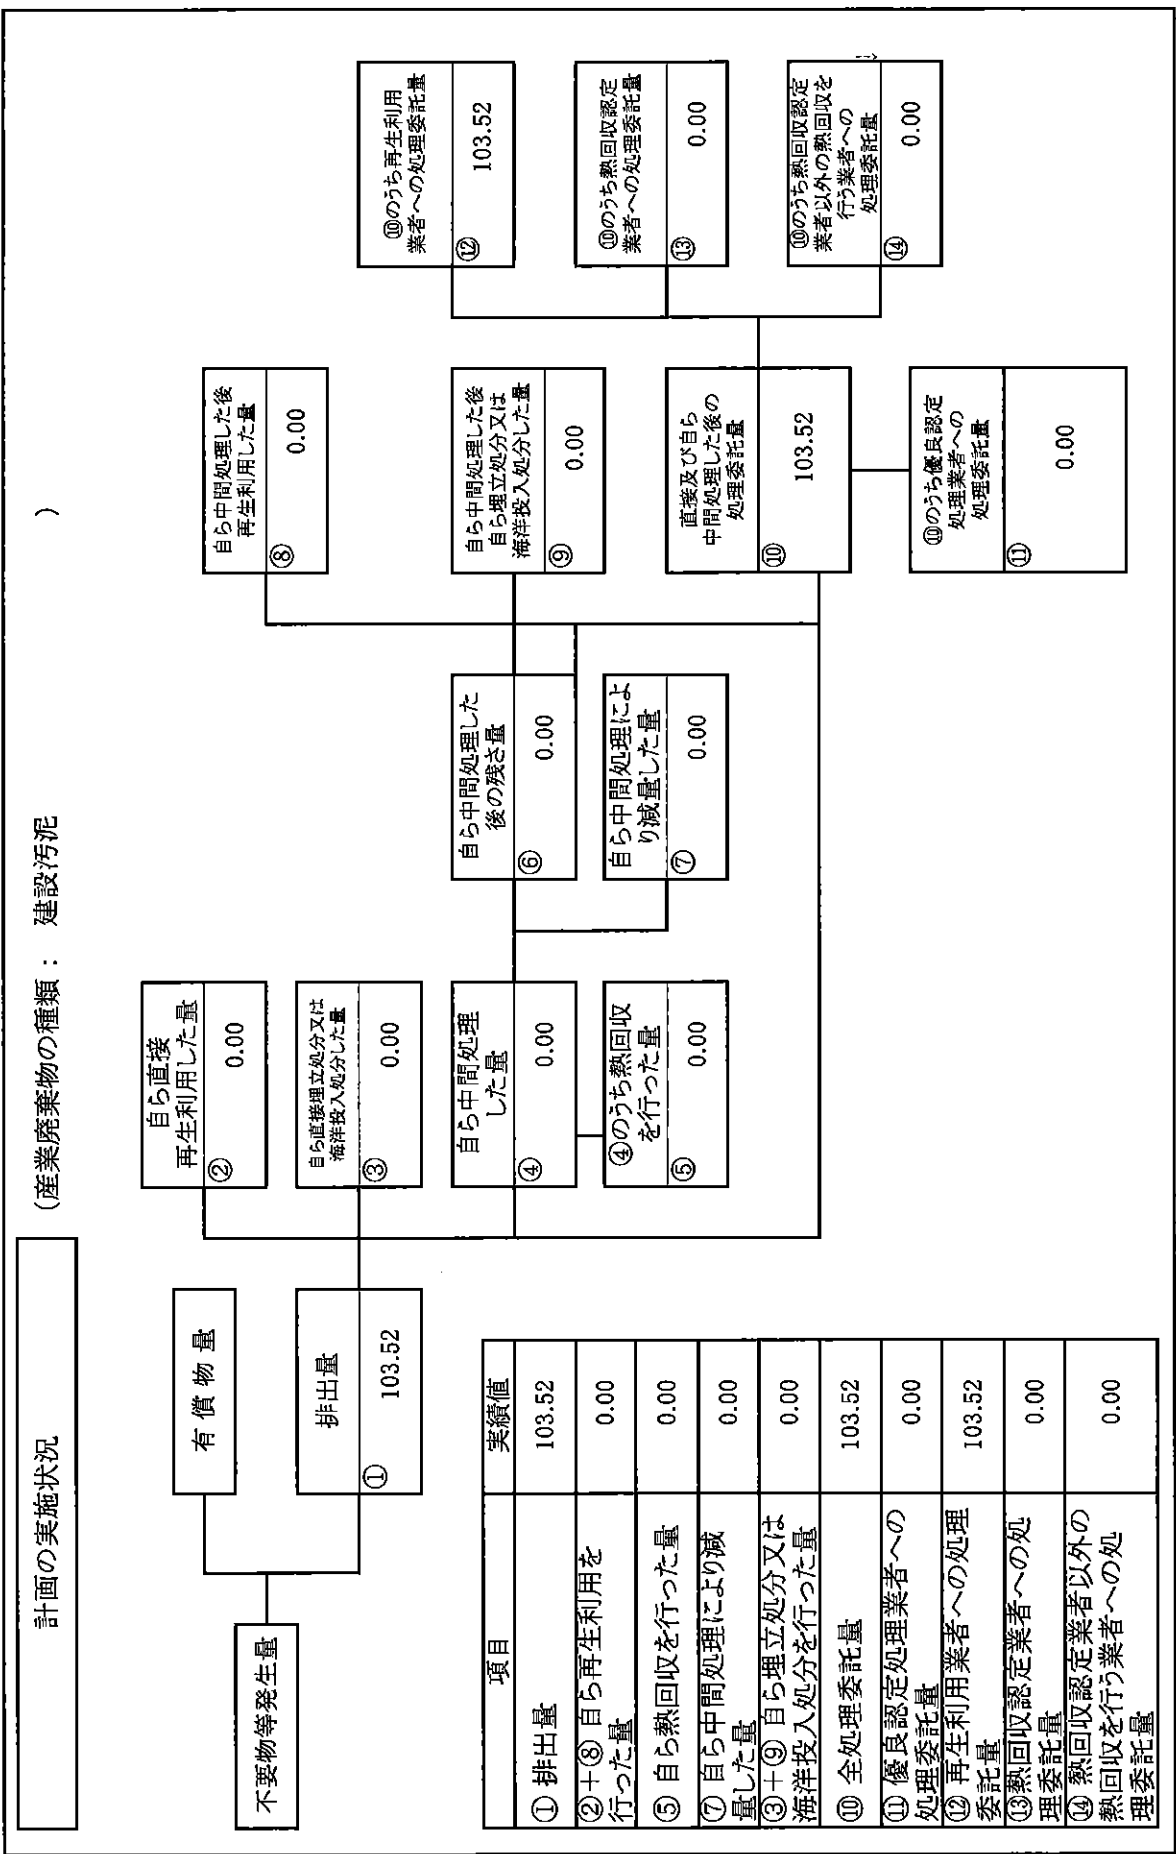 計画の実施状況
(産業廃棄物の種類： 建設汚泥 )
不要物等発生量
有償物量
排出量
① 103.52
自ら直接
再生利用した量
② 0.00
自ら直接埋立処分又は
海洋投入処分した量
③ 0.00
自ら中間処理
した量
④ 0.00
④のうち熱回収
を行った量
⑤ 0.00
自ら中間処理した
後の残さ量
⑥ 0.00
自ら中間処理によ
り減量した量
⑦ 0.00
自ら中間処理した後
再生利用した量
⑧ 0.00
自ら中間処理した後
自ら埋立処分又は
海洋投入処分した量
⑨ 0.00
直接及び自ら
中間処理した後の
処理委託量
⑩ 103.52
⑩のうち優良認定
処理業者への
処理委託量
⑪ 0.00
⑩のうち再生利用
業者への処理委託量
⑫ 103.52
⑩のうち熱回収認定
業者への処理委託量
⑬ 0.00
⑩のうち熱回収認定
業者以外の熱回収を
行う業者への
処理委託量
⑭ 0.00
項目 実績値
① 排出量 103.52
②＋⑧ 自ら再生利用を
行った量 0.00
⑤ 自ら熱回収を行った量 0.00
⑦ 自ら中間処理により減
量した量 0.00
③＋⑨ 自ら埋立処分又は
海洋投入処分を行った量 0.00
⑩ 全処理委託量 103.52
⑪ 優良認定処理業者への
処理委託量 0.00
⑫ 再生利用業者への処理
委託量 103.52
⑬熱回収認定業者への処
理委託量 0.00
⑭ 熱回収認定業者以外の
熱回収を行う業者への処
理委託量 0.00